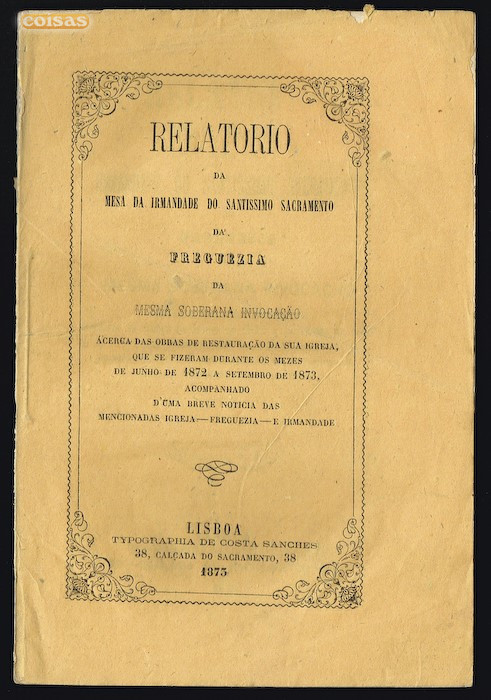 coisas
RELATORIO
DA
MESA DA IRMANDADE DO SANTISSIMO SACRAMENTO
DA
FREGUEZIA
DA
MESMA SOBERANA INVOCAÇÃO
ÁCERCA DAS OBRAS DE RESTAURAÇÃO DA SUA IGREJA,
QUE SE FIZERAM DURANTE OS MEZES
DE JUNHO DE 1872 A SETEMBRO DE 1873,
ACOMPANHADO
D'UMA BREVE NOTICIA DAS
MENCIONADAS IGREJA—FREGUEZIA—E IRMANDADE
LISBOA
TYPOGRAPHIA DE COSTA SANCHES
38, CALÇADA DO SACRAMENTO, 38
1873